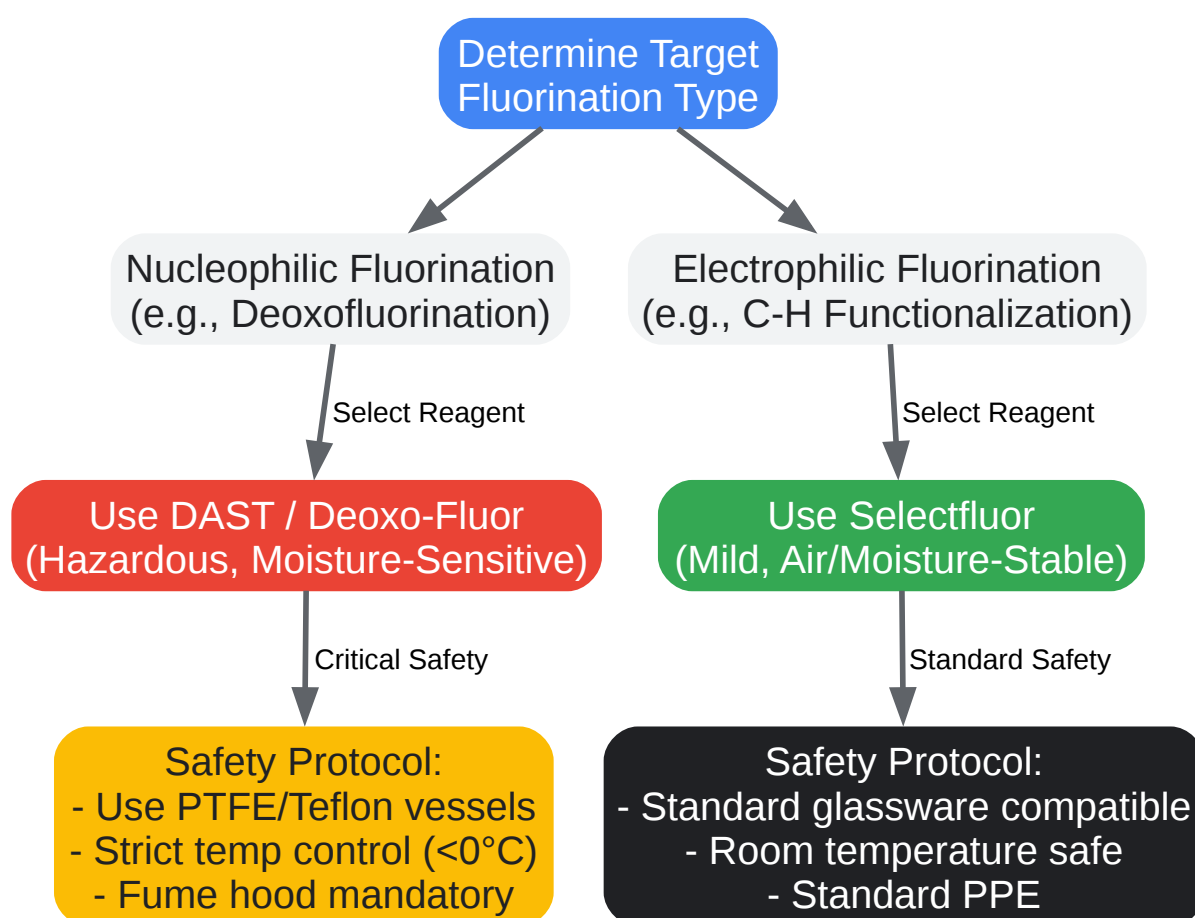 Determine Target
Fluorination Type
Nucleophilic Fluorination
(e.g., Deoxofluorination)
Electrophilic Fluorination
(e.g., C-H Functionalization)
Select Reagent
Select Reagent
Use DAST / Deoxo-Fluor
(Hazardous, Moisture-Sensitive)
Use Selectfluor
(Mild, Air/Moisture-Stable)
Critical Safety
Standard Safety
Safety Protocol:
- Use PTFE/Teflon vessels
- Strict temp control (<0°C)
- Fume hood mandatory
Safety Protocol:
- Standard glassware compatible
- Room temperature safe
- Standard PPE